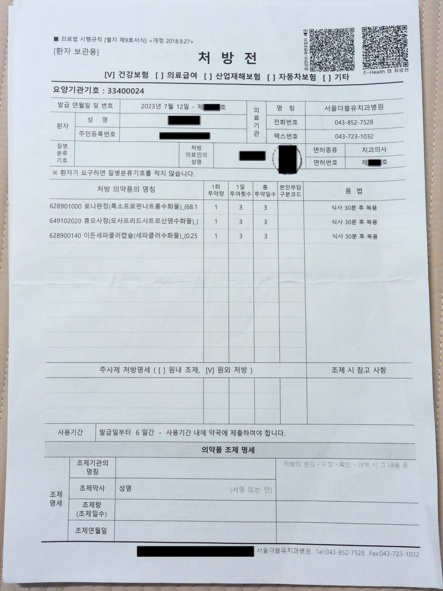 ■ 의료법 시행규칙 [별지 제9호서식] <개정 2018.9.27>
[환자 보관용]
처 방 전
E-Health 웹 처방전
[V] 건강보험 [ ] 의료급여 [ ] 산업재해보험 [ ] 자동차보험 [ ] 기타
요양기관기호 : 33400024
발급 연월일 및 번호 2023년 7월 12일 - 제 호
의료기관
명 칭 서울더블유치과병원
전화번호 043-852-7528
팩스번호 043-723-1032
환자
성 명
주민등록번호
질병분류기호
처방 의료인의 성명
면허종류 치과의사
면허번호 제 호
※ 환자가 요구하면 질병분류기호를 적지 않습니다.
처방 의약품의 명칭 1회 투약량 1일 투여횟수 총 투약일수 본인부담 구분코드 용 법
628901000 로나펜정(록소프로펜나트륨수화물)_(68.1 1 3 3 식사 30분 후 복용
649102020 휴모사정(모사프리드시트르산염수화물)_( 1 3 3 식사 30분 후 복용
628900140 이든세파클러캡슐(세파클러수화물)_(0.25 1 3 3 식사 30분 후 복용
주사제 처방명세 ( [ ] 원내 조제, [V] 원외 처방 ) 조제 시 참고 사항
사용기간 발급일부터 6 일간 - 사용기간 내에 약국에 제출하여야 합니다.
의약품 조제 명세
조제명세
조제기관의 명칭
처방의 변경ㆍ수정ㆍ확인ㆍ대체 시 그 내용 등
조제약사 성명 (서명 또는 인)
조제량 (조제일수)
조제연월일
서울더블유치과병원 Tel:043-852-7528 Fax:043-723-1032